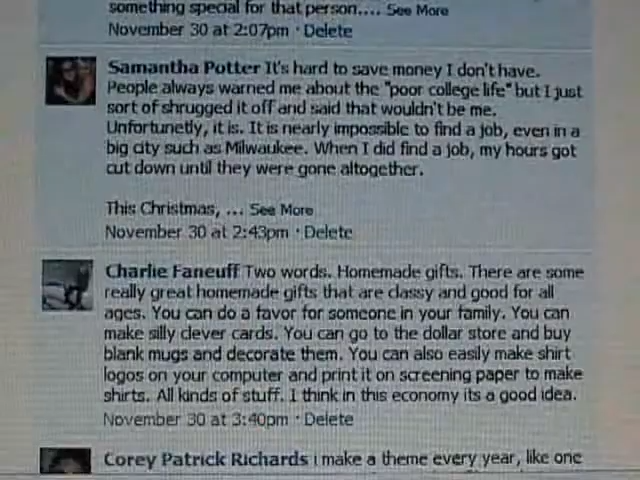 something special for that person.... See More
November 30 at 2:07pm · Delete
Samantha Potter It's hard to save money I don't have.
People always warned me about the "poor college life" but I just
sort of shrugged it off and said that wouldn't be me.
Unfortunetly, it is. It is nearly impossible to find a job, even in a
big city such as Milwaukee. When I did find a job, my hours got
cut down until they were gone altogether.
This Christmas, ... See More
November 30 at 2:43pm · Delete
Charlie Faneuff Two words. Homemade gifts. There are some
really great homemade gifts that are classy and good for all
ages. You can do a favor for someone in your family. You can
make silly clever cards. You can go to the dollar store and buy
blank mugs and decorate them. You can also easily make shirt
logos on your computer and print it on screening paper to make
shirts. All kinds of stuff. I think in this economy its a good idea.
November 30 at 3:40pm · Delete
Corey Patrick Richards i make a theme every year, like one